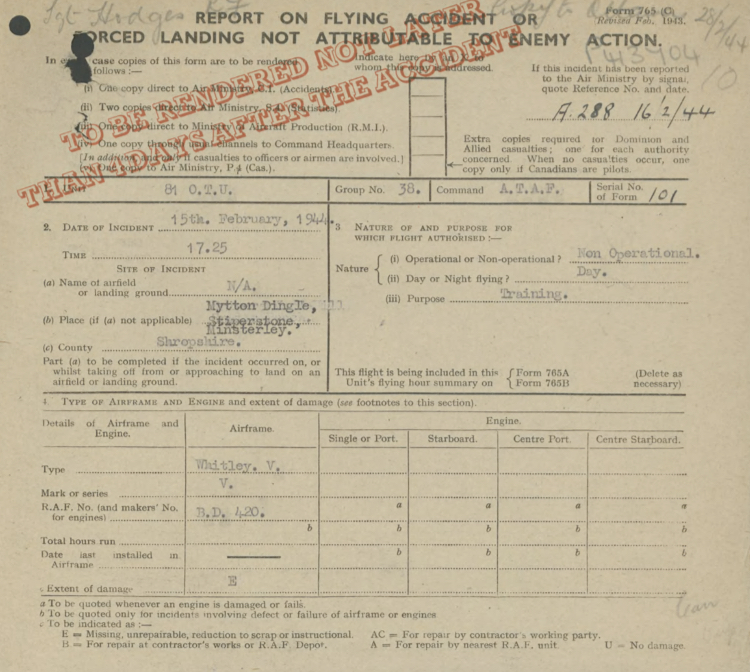 Sgt Hodges
28/2/44
Form 765 (C)
Revised Feb. 1943.
REPORT ON FLYING ACCIDENT OR
FORCED LANDING NOT ATTRIBUTABLE TO ENEMY ACTION.
P413104
TO BE RENDERED NOT LATER
THAN DAYS AFTER THE ACCIDENT
In case copies of this form are to be rendered
follows :—
Indicate here by
whom this copy is addressed.
If this incident has been reported
to the Air Ministry by signal,
quote Reference No. and date.
A.288 16/2/44
(i) One copy direct to Air Ministry, (Accidents)
(ii) Two copies direct to Air Ministry, (Statistics).
(iii) One copy direct to Ministry of Aircraft Production (R.M.I.).
(iv) One copy through usual channels to Command Headquarters.
[In addition and only if casualties to officers or airmen are involved.]
(v) One copy to Air Ministry, P.4 (Cas.).
Extra copies required for Dominion and
Allied casualties; one for each authority
concerned. When no casualties occur, one
copy only if Canadians are pilots.
1. Unit 81 O.T.U. Group No. 38. Command A.T.A.F. Serial No. of Form 101
2. DATE OF INCIDENT 15th. February, 1944.
TIME 17.25
SITE OF INCIDENT
(a) Name of airfield
or landing ground N/A.
(b) Place (if (a) not applicable) Mytton Dingle,
Stiperstone,
Minsterley.
(c) County Shropshire.
Part (a) to be completed if the incident occurred on, or
whilst taking off from or approaching to land on an
airfield or landing ground.
3. NATURE OF AND PURPOSE FOR
WHICH FLIGHT AUTHORISED :—
Nature
(i) Operational or Non-operational ? Non Operational.
(ii) Day or Night flying ? Day.
(iii) Purpose Training.
This flight is being included in this
Unit's flying hour summary on
Form 765A
Form 765B
(Delete as
necessary)
4. TYPE OF AIRFRAME AND ENGINE and extent of damage (see footnotes to this section).
Details of Airframe and
Engine.
Airframe.
Engine.
Single or Port. Starboard. Centre Port. Centre Starboard.
Type Whitley. V.
Mark or series V.
R.A.F. No. (and makers' No.
for engines) B.D. 420. a a a a
b b b b b
Total hours run
Date last installed in
Airframe b b b b
c Extent of damage E
a To be quoted whenever an engine is damaged or fails.
b To be quoted only for incidents involving defect or failure of airframe or engines
c To be indicated as :—
E = Missing, unrepairable, reduction to scrap or instructional. AC = For repair by contractor's working party.
B = For repair at contractor's works or R.A.F. Depot. A = For repair by nearest R.A.F. unit U = No damage.